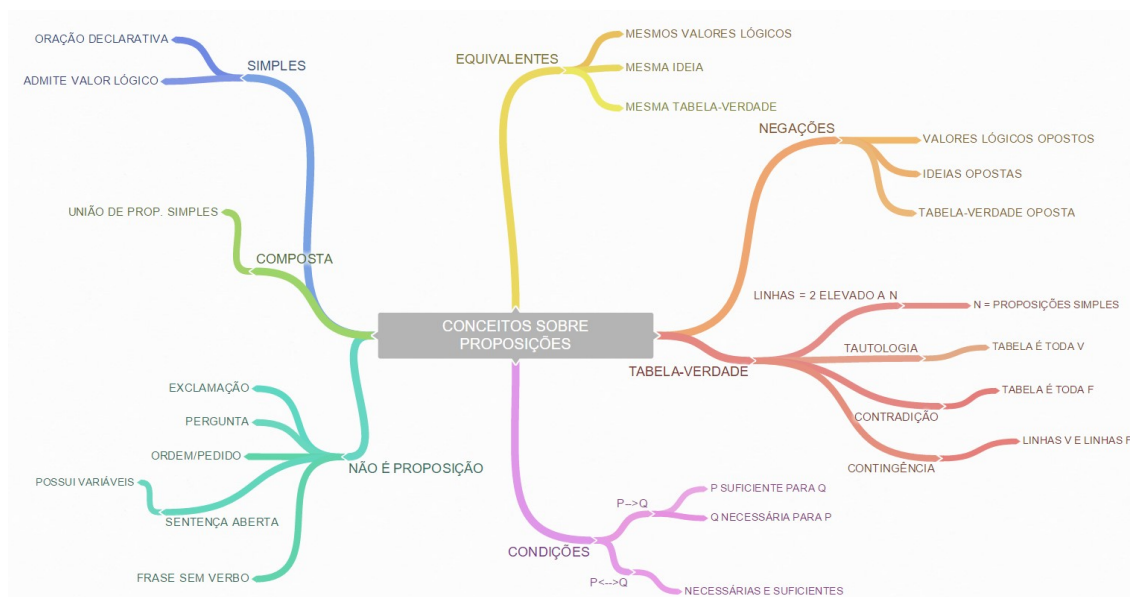 CONCEITOS SOBRE
PROPOSIÇÕES
SIMPLES
ORAÇÃO DECLARATIVA
ADMITE VALOR LÓGICO
COMPOSTA
UNIÃO DE PROP. SIMPLES
NÃO É PROPOSIÇÃO
EXCLAMAÇÃO
PERGUNTA
ORDEM/PEDIDO
SENTENÇA ABERTA
POSSUI VARIÁVEIS
FRASE SEM VERBO
EQUIVALENTES
MESMOS VALORES LÓGICOS
MESMA IDEIA
MESMA TABELA-VERDADE
NEGAÇÕES
VALORES LÓGICOS OPOSTOS
IDEIAS OPOSTAS
TABELA-VERDADE OPOSTA
TABELA-VERDADE
LINHAS = 2 ELEVADO A N
N = PROPOSIÇÕES SIMPLES
TAUTOLOGIA
TABELA É TODA V
CONTRADIÇÃO
TABELA É TODA F
CONTINGÊNCIA
LINHAS V E LINHAS F
CONDIÇÕES
P-->Q
P SUFICIENTE PARA Q
Q NECESSÁRIA PARA P
P<-->Q
NECESSÁRIAS E SUFICIENTES